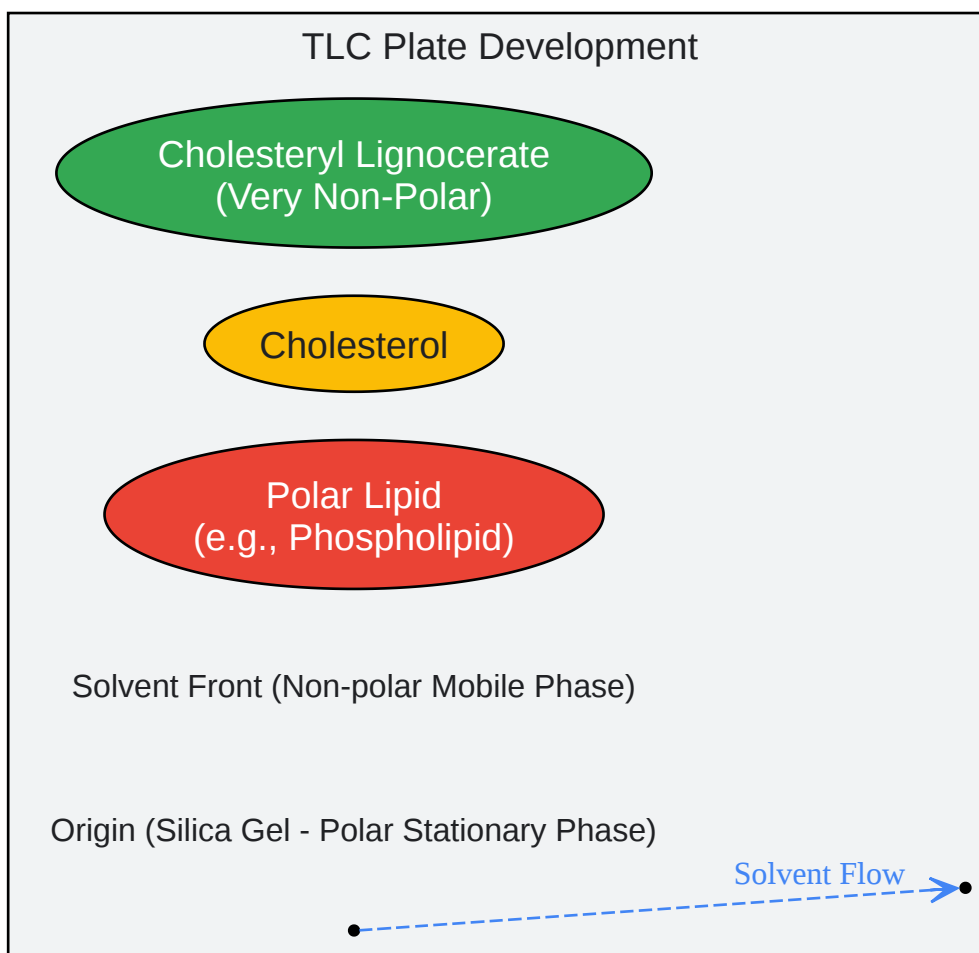 TLC Plate Development
Cholesteryl Lignocerate
(Very Non-Polar)
Cholesterol
Polar Lipid
(e.g., Phospholipid)
Solvent Front (Non-polar Mobile Phase)
Origin (Silica Gel - Polar Stationary Phase)
Solvent Flow